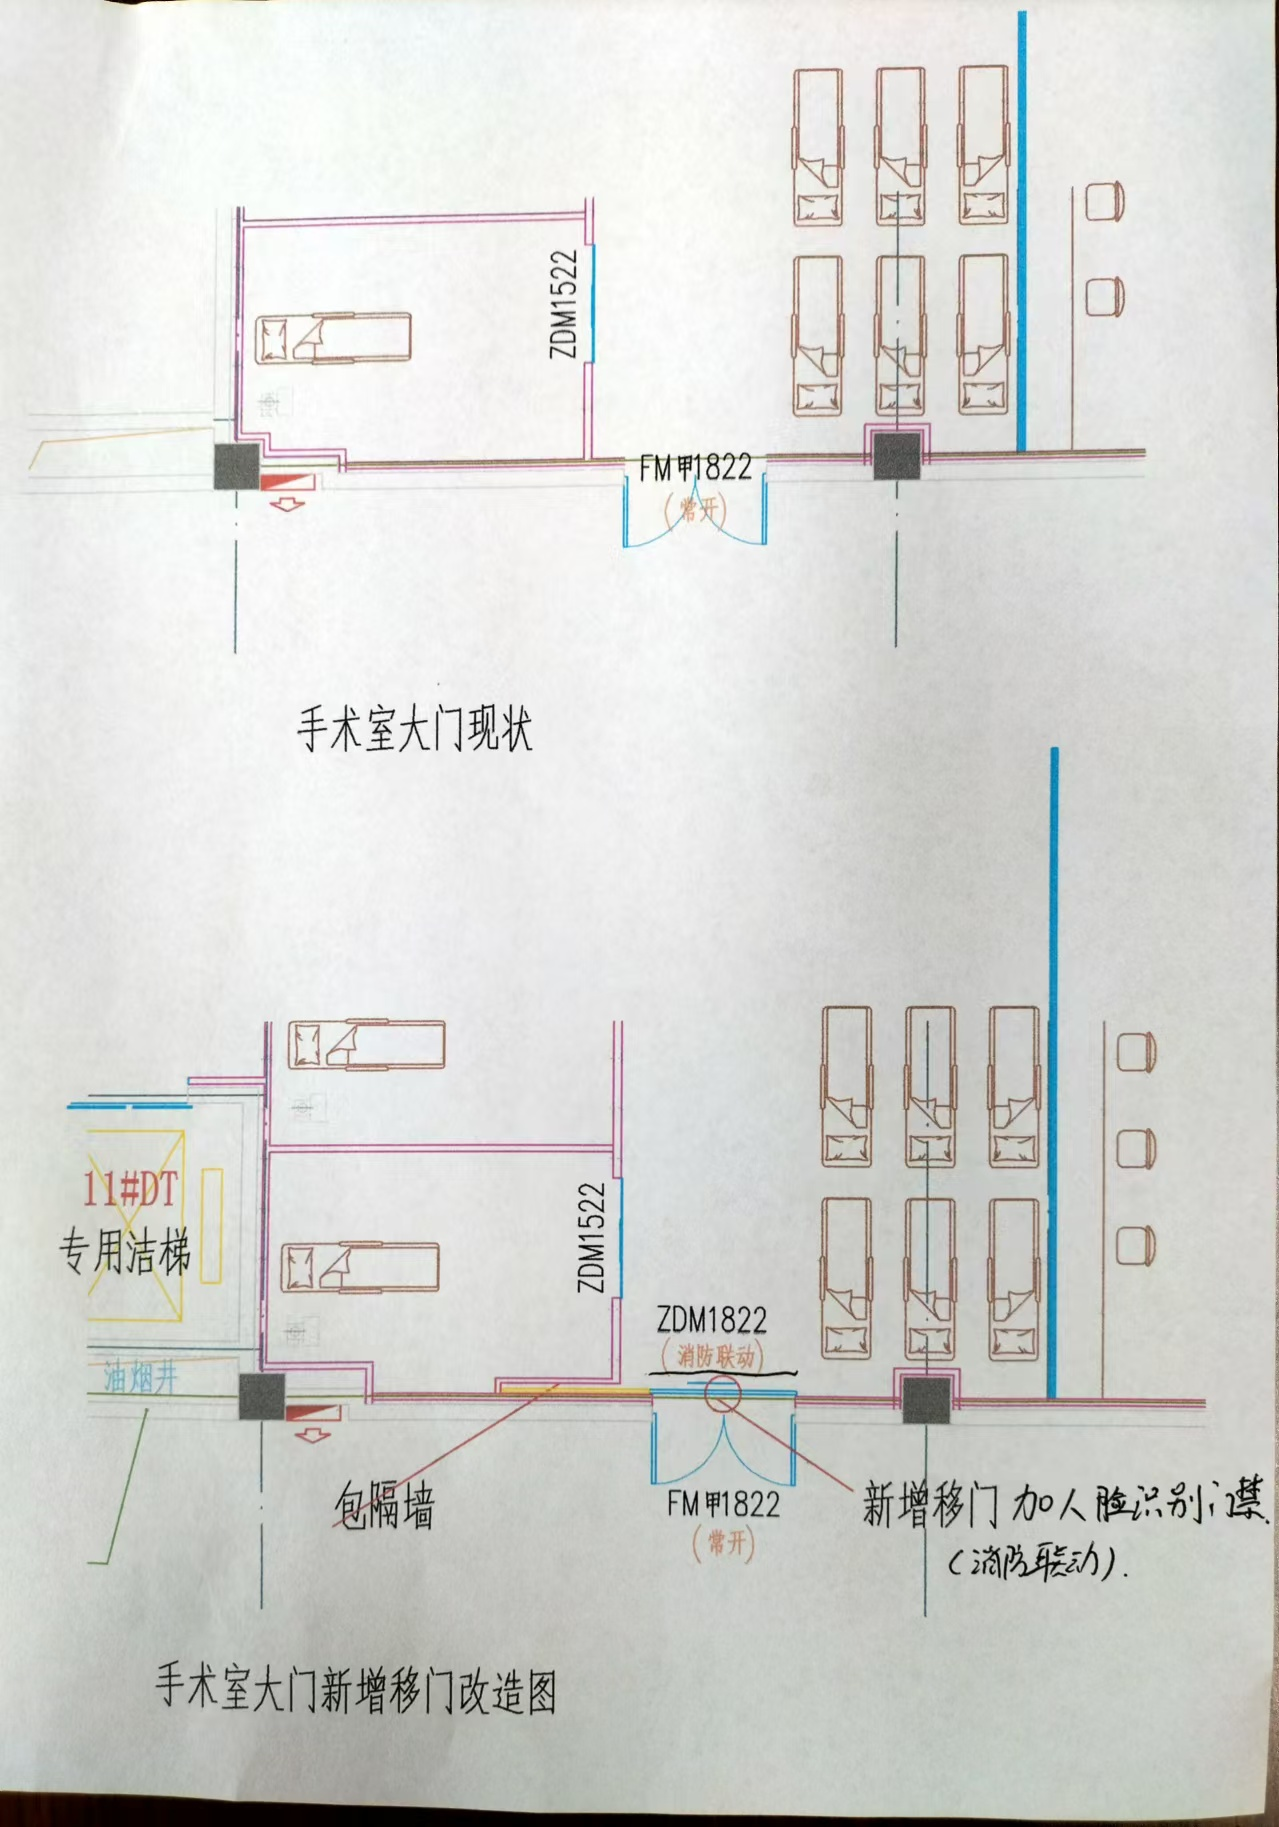 ZDM1522
FM甲1822
(常开)
手术室大门现状
11#DT
专用洁梯
ZDM1522
ZDM1822
(消防联动)
油烟井
包隔墙
FM甲1822
(常开)
新增移门 加人脸识别门禁.
(消防联动).
手术室大门新增移门改造图